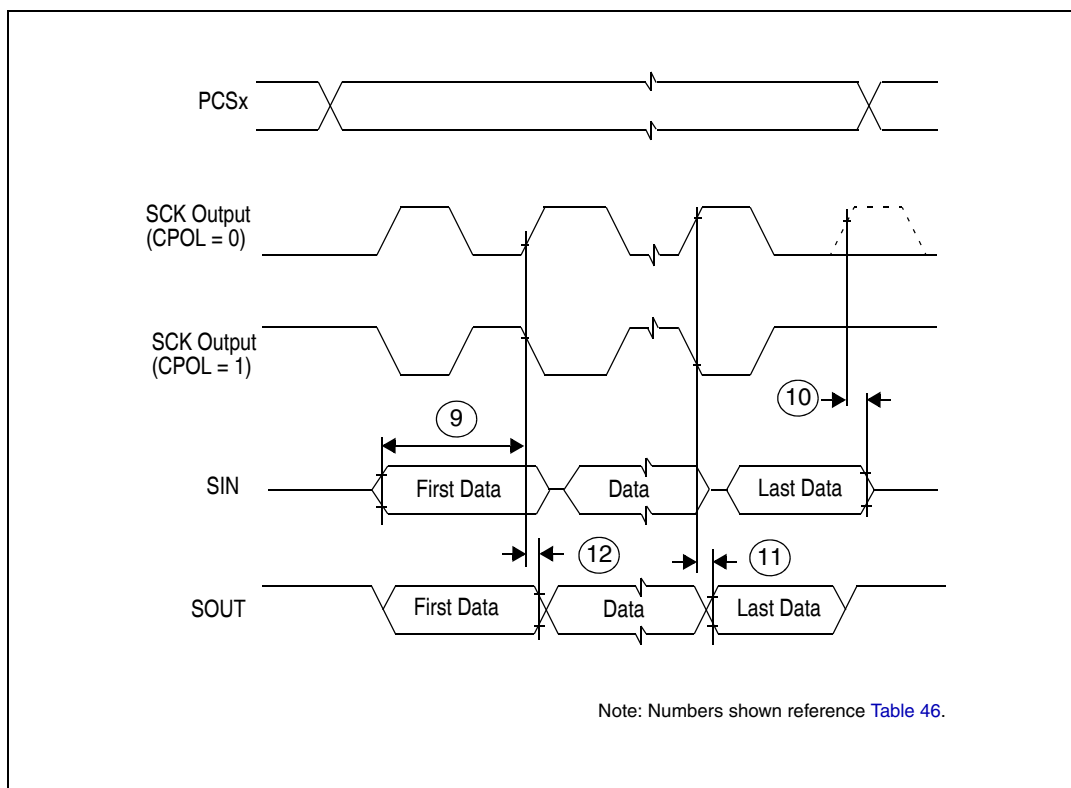 PCSx
SCK Output
(CPOL = 0)
SCK Output
(CPOL = 1)
10
9
SIN
First Data
Data
Last Data
12
11
SOUT
First Data
Data
Last Data
Note: Numbers shown reference Table 46.